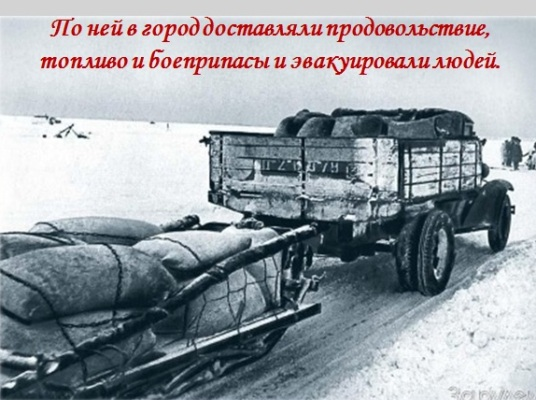 По ней в город доставляли продовольствие,
топливо и боеприпасы и эвакуировали людей.